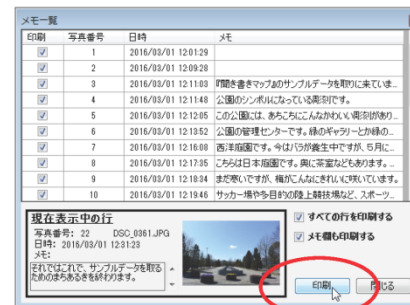 メモ一覧
印刷 写真番号 日時 メモ
1 2016/03/01 12:01:29
2 2016/03/01 12:09:28
3 2016/03/01 12:11:03 『聞き書きマップ』のサンプルデータを取りに来ていま...
4 2016/03/01 12:11:48 公園のシンボルになっている彫刻です。
5 2016/03/01 12:12:05 この公園には、あちこちにこんなかわいい彫刻があり...
6 2016/03/01 12:13:52 公園の管理センターです。緑のギャラリーとか緑の...
7 2016/03/01 12:16:08 西洋庭園です。今はバラが養生中ですが、5月に...
8 2016/03/01 12:17:35 こちらは日本庭園です。奥に茶室などもあります。...
9 2016/03/01 12:18:34 まだ寒いですが、梅がこんなにきれいに咲いています。
10 2016/03/01 12:19:46 サッカー場や多目的の陸上競技場など、スポーツ...
現在表示中の行
写真番号: 22 DSC_0361.JPG
日時: 2016/03/01 12:31:23
メモ:
それではこれで、サンプルデータを取る
ためのまちあるきを終わります。
すべての行を印刷する
メモ欄も印刷する
印刷 閉じる